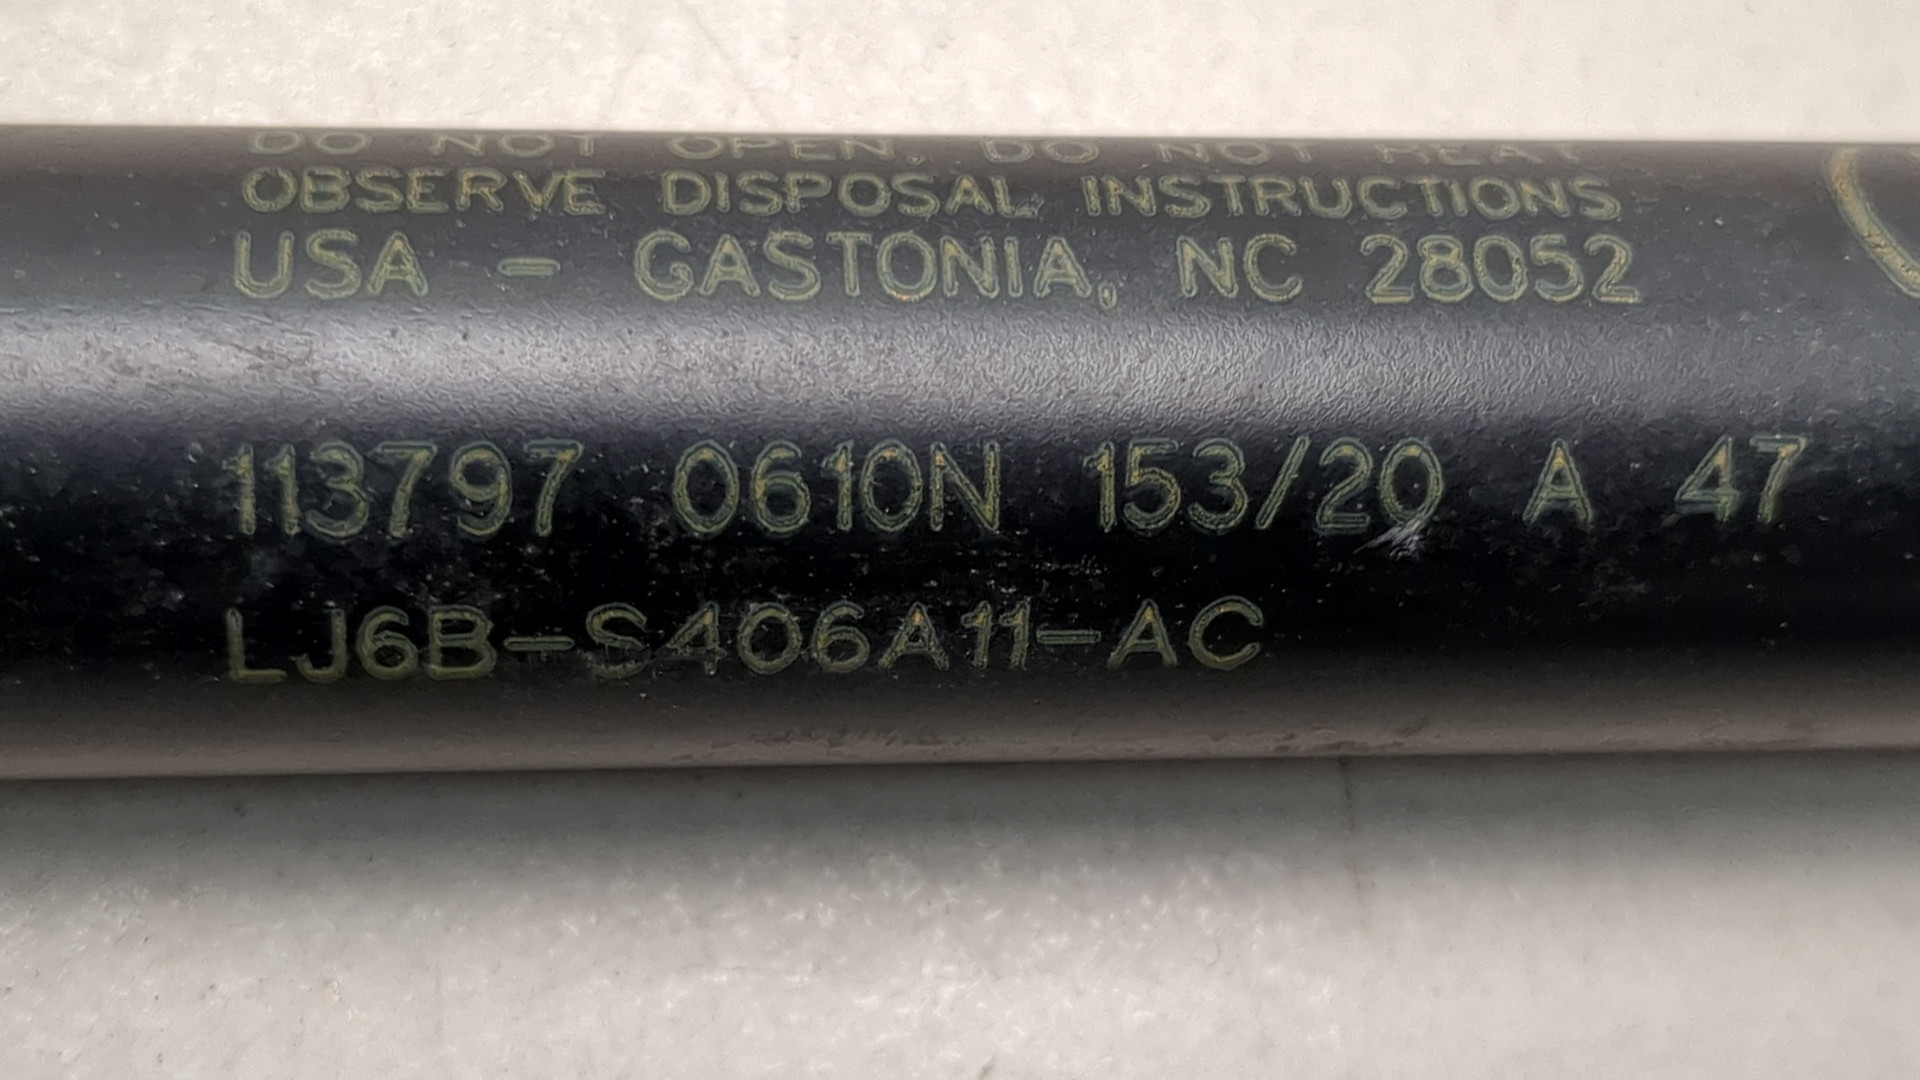 DO NOT OPEN. DO NOT HEAT
OBSERVE DISPOSAL INSTRUCTIONS
USA - GASTONIA, NC 28052
113797 0610N 153/20 A 47
LJ6B-S406A11-AC